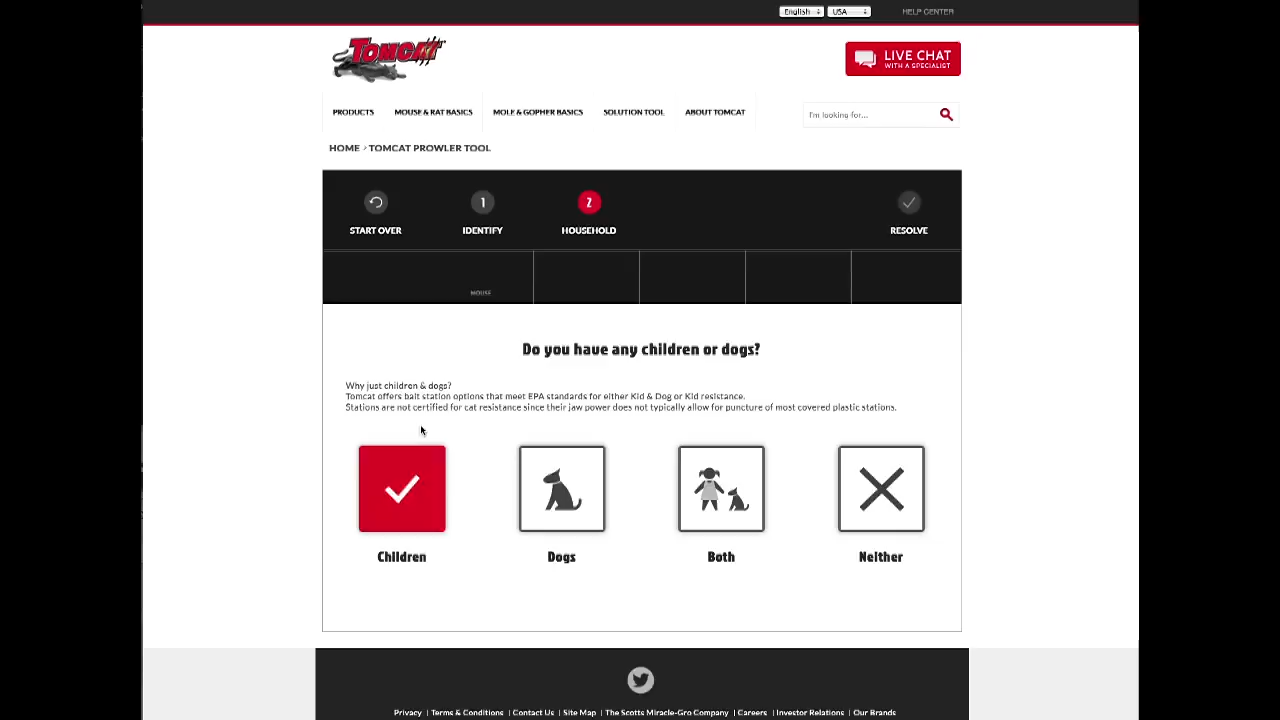 English
USA
HELP CENTER
TOMCAT
LIVE CHAT
WITH A SPECIALIST
PRODUCTS
MOUSE & RAT BASICS
MOLE & GOPHER BASICS
SOLUTION TOOL
ABOUT TOMCAT
I'm looking for...
HOME > TOMCAT PROWLER TOOL
1
2
START OVER
IDENTIFY
HOUSEHOLD
RESOLVE
MOUSE
Do you have any children or dogs?
Why just children & dogs?
Tomcat offers bait station options that meet EPA standards for either Kid & Dog or Kid resistance.
Stations are not certified for cat resistance since their jaw power does not typically allow for puncture of most covered plastic stations.
Children
Dogs
Both
Neither
Privacy | Terms & Conditions | Contact Us | Site Map | The Scotts Miracle-Gro Company | Careers | Investor Relations | Our Brands